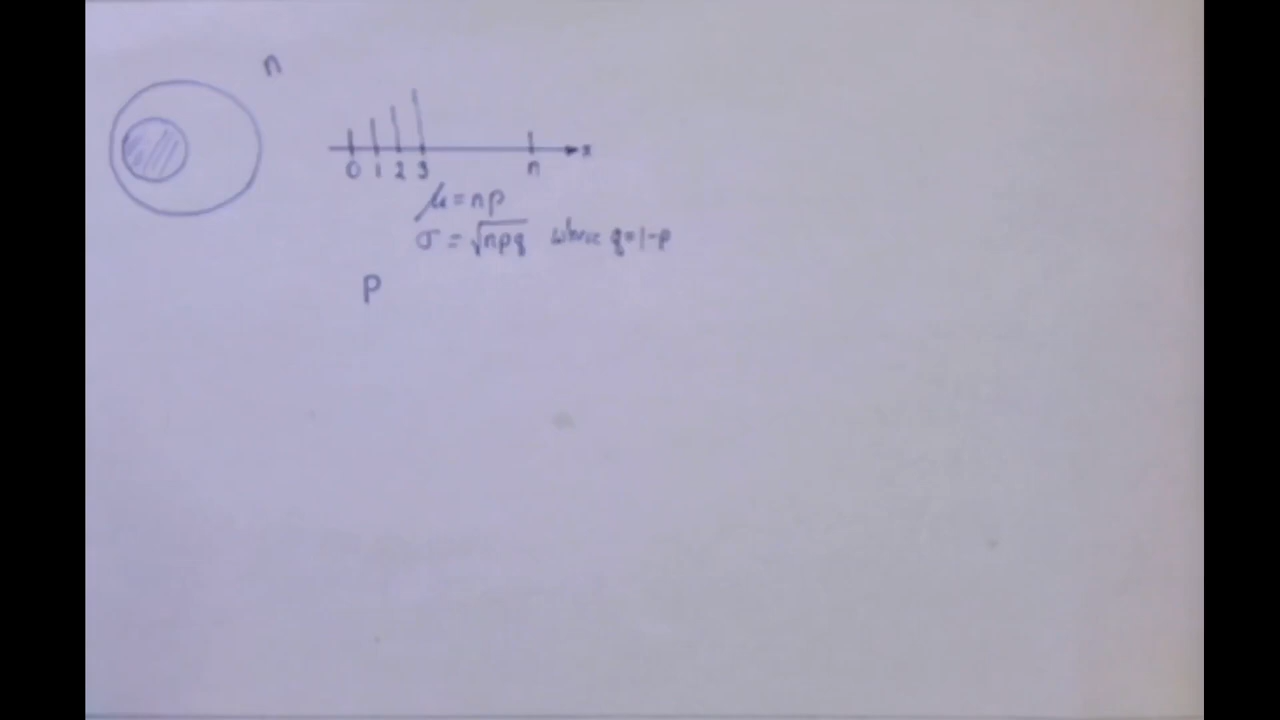 n
x
0 1 2 3 n
μ = np
σ = √npq where q=1-p
p